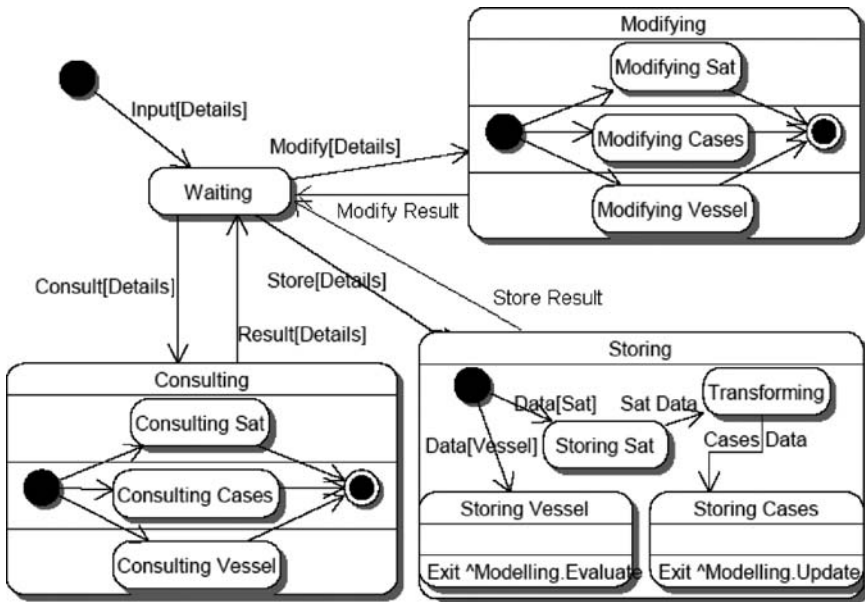 Modifying
Modifying Sat
Input[Details]
Modify[Details]
Modifying Cases
Waiting
Modify Result
Modifying Vessel
Consult[Details]
Store[Details]
Store Result
Result[Details]
Storing
Consulting
Transforming
Data[Sat]
Sat Data
Consulting Sat
Data[Vessel]
Storing Sat
Cases Data
Consulting Cases
Storing Vessel
Storing Cases
Consulting Vessel
Exit ^Modelling.Evaluate
Exit ^Modelling.Update